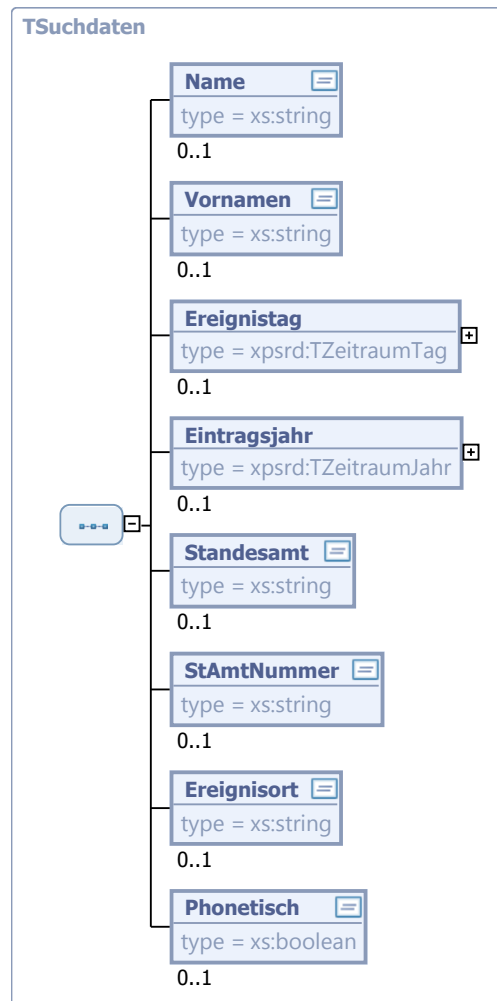 TSuchdaten
Name
type = xs:string
0..1
Vornamen
type = xs:string
0..1
Ereignistag
type = xpsrd:TZeitraumTag
0..1
Eintragsjahr
type = xpsrd:TZeitraumJahr
0..1
Standesamt
type = xs:string
0..1
StAmtNummer
type = xs:string
0..1
Ereignisort
type = xs:string
0..1
Phonetisch
type = xs:boolean
0..1